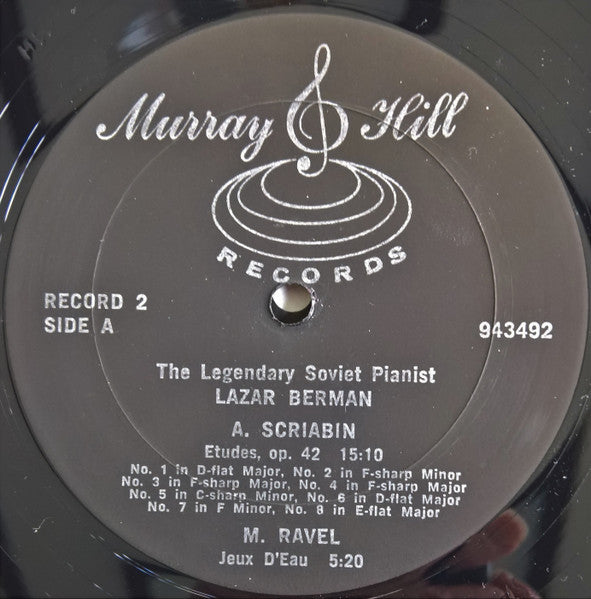 Murray Hill
RECORDS
RECORD 2
SIDE A
943492
The Legendary Soviet Pianist
LAZAR BERMAN
A. SCRIABIN
Etudes, op. 42 15:10
No. 1 in D-flat Major, No. 2 in F-sharp Minor
No. 3 in F-sharp Major, No. 4 in F-sharp Major
No. 5 in C-sharp Minor, No. 6 in D-flat Major
No. 7 in F Minor, No. 8 in E-flat Major
M. RAVEL
Jeux D'Eau 5:20